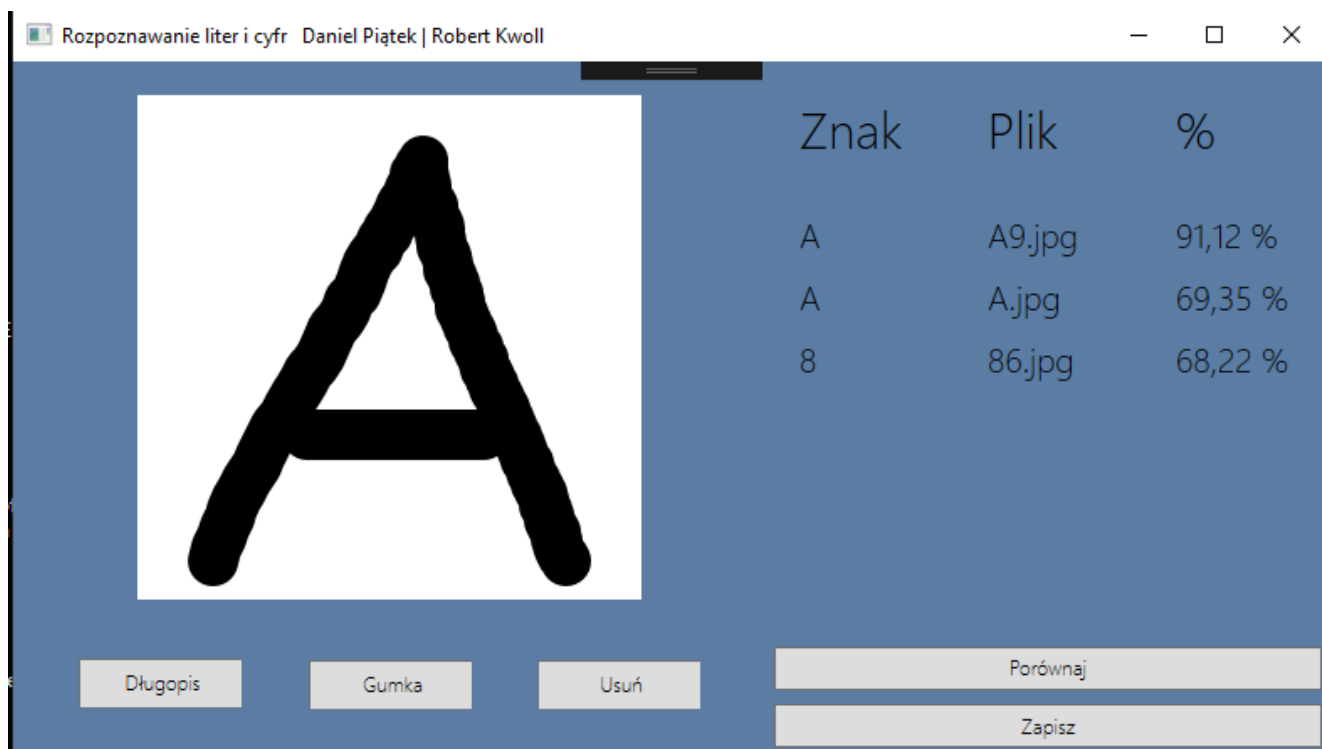 Rozpoznawanie liter i cyfr Daniel Piątek | Robert Kwoll
A
Znak Plik %
A A9.jpg 91,12 %
A A.jpg 69,35 %
8 86.jpg 68,22 %
Długopis Gumka Usuń
Porównaj
Zapisz